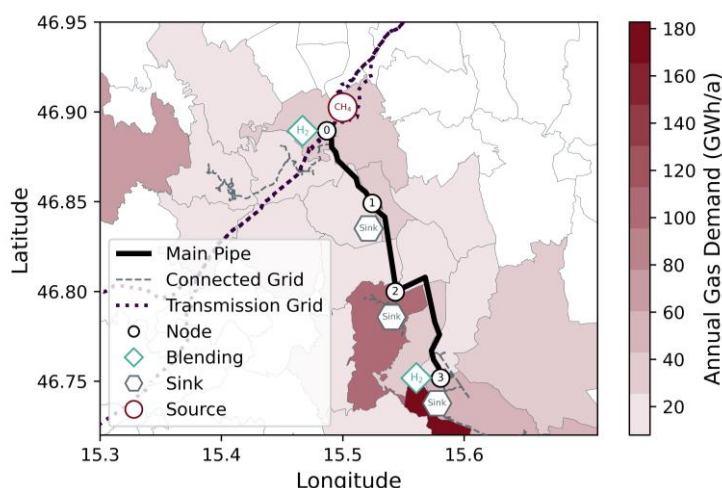 46.95
46.90
46.85
46.80
46.75
Latitude
15.3
15.4
15.5
15.6
Longitude
CH₄
H₂
0
1
Sink
2
Sink
H₂
3
Sink
Main Pipe
Connected Grid
Transmission Grid
Node
Blending
Sink
Source
180
160
140
120
100
80
60
40
20
Annual Gas Demand (GWh/a)